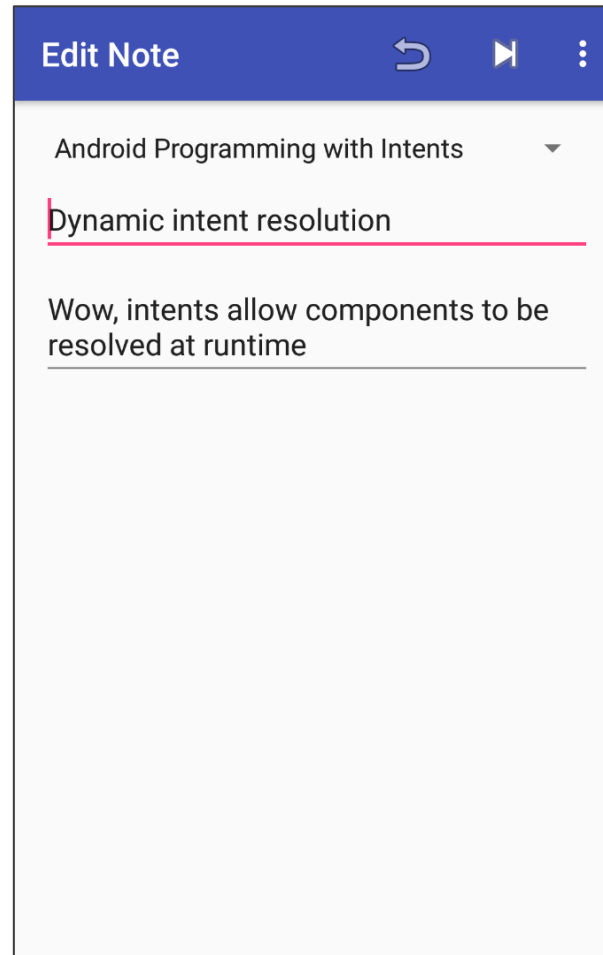 Edit Note
Android Programming with Intents
Dynamic intent resolution
Wow, intents allow components to be
resolved at runtime